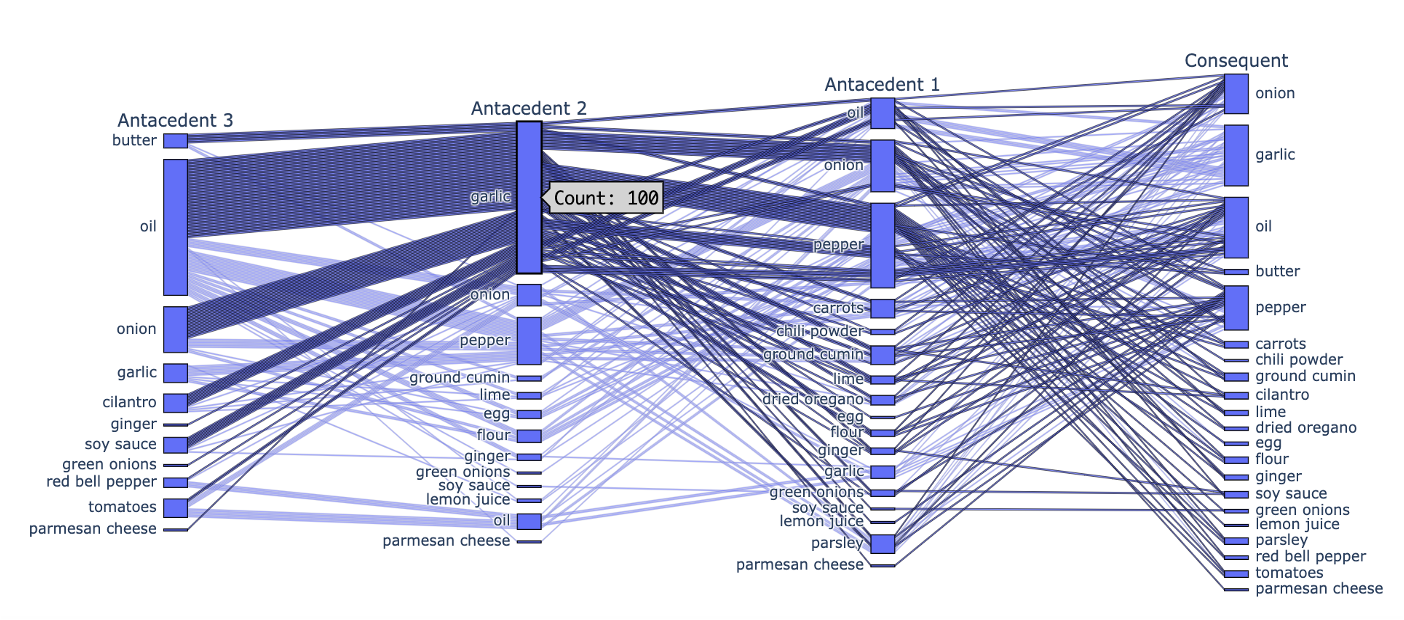 Antacedent 3
butter
oil
onion
garlic
cilantro
ginger
soy sauce
green onions
red bell pepper
tomatoes
parmesan cheese
Antacedent 2
garlic
Count: 100
onion
pepper
ground cumin
lime
egg
flour
ginger
green onions
soy sauce
lemon juice
oil
parmesan cheese
Antacedent 1
oil
onion
pepper
carrots
chili powder
ground cumin
lime
dried oregano
egg
flour
ginger
garlic
green onions
soy sauce
lemon juice
parsley
parmesan cheese
Consequent
onion
garlic
oil
butter
pepper
carrots
chili powder
ground cumin
cilantro
lime
dried oregano
egg
flour
ginger
soy sauce
green onions
lemon juice
parsley
red bell pepper
tomatoes
parmesan cheese